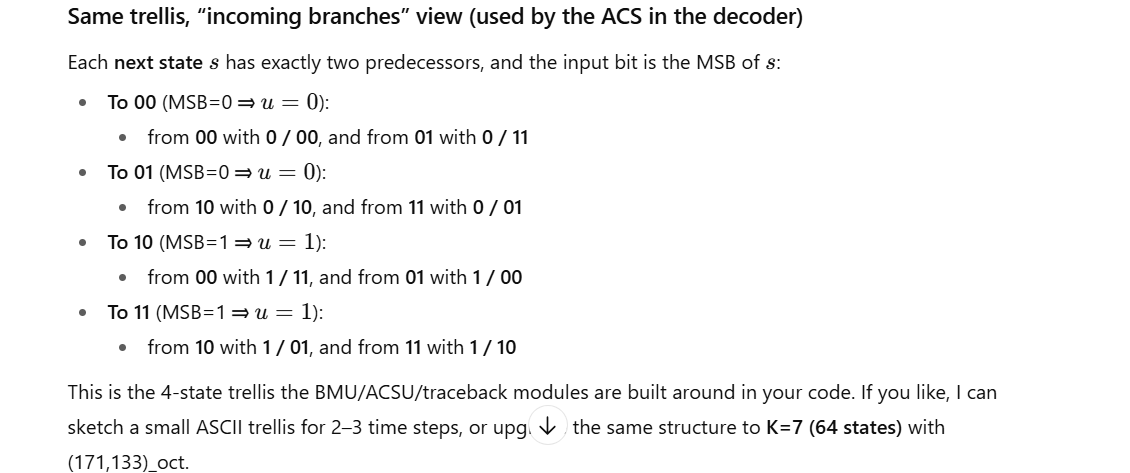 Same trellis, “incoming branches” view (used by the ACS in the decoder)
Each next state s has exactly two predecessors, and the input bit is the MSB of s:
• To 00 (MSB=0 ⇒ u = 0):
• from 00 with 0 / 00, and from 01 with 0 / 11
• To 01 (MSB=0 ⇒ u = 0):
• from 10 with 0 / 10, and from 11 with 0 / 01
• To 10 (MSB=1 ⇒ u = 1):
• from 00 with 1 / 11, and from 01 with 1 / 00
• To 11 (MSB=1 ⇒ u = 1):
• from 10 with 1 / 01, and from 11 with 1 / 10
This is the 4-state trellis the BMU/ACSU/traceback modules are built around in your code. If you like, I can
sketch a small ASCII trellis for 2–3 time steps, or the same structure to K=7 (64 states) with
(171,133)_oct.